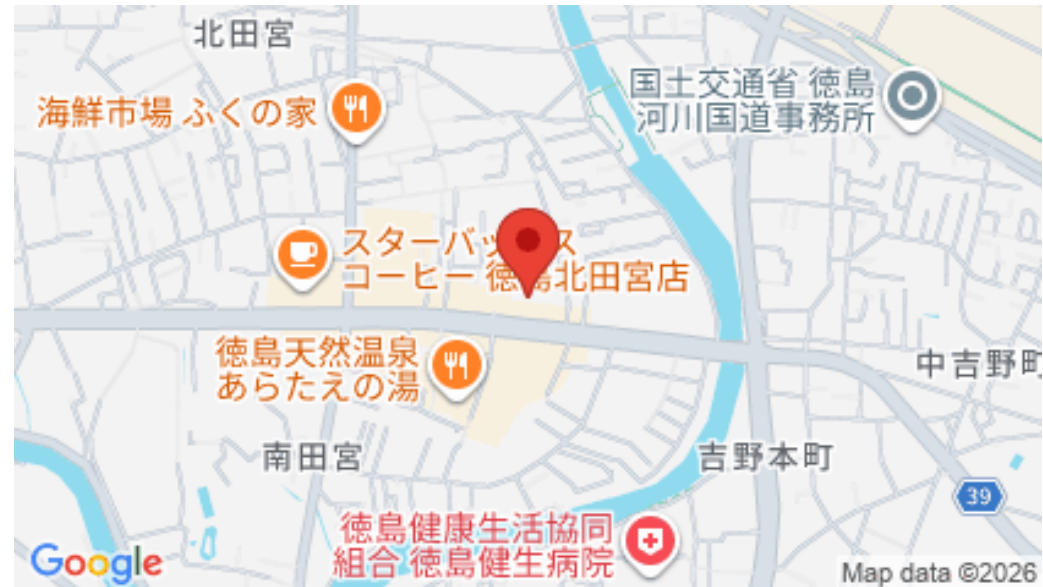 北田宮
海鮮市場 ふくの家
国土交通省 徳島
河川国道事務所
スターバックス
コーヒー 徳島北田宮店
徳島天然温泉
あらたえの湯
中吉野町
南田宮
吉野本町
39
徳島健康生活協同
組合 徳島健生病院
Google
Map data ©2026